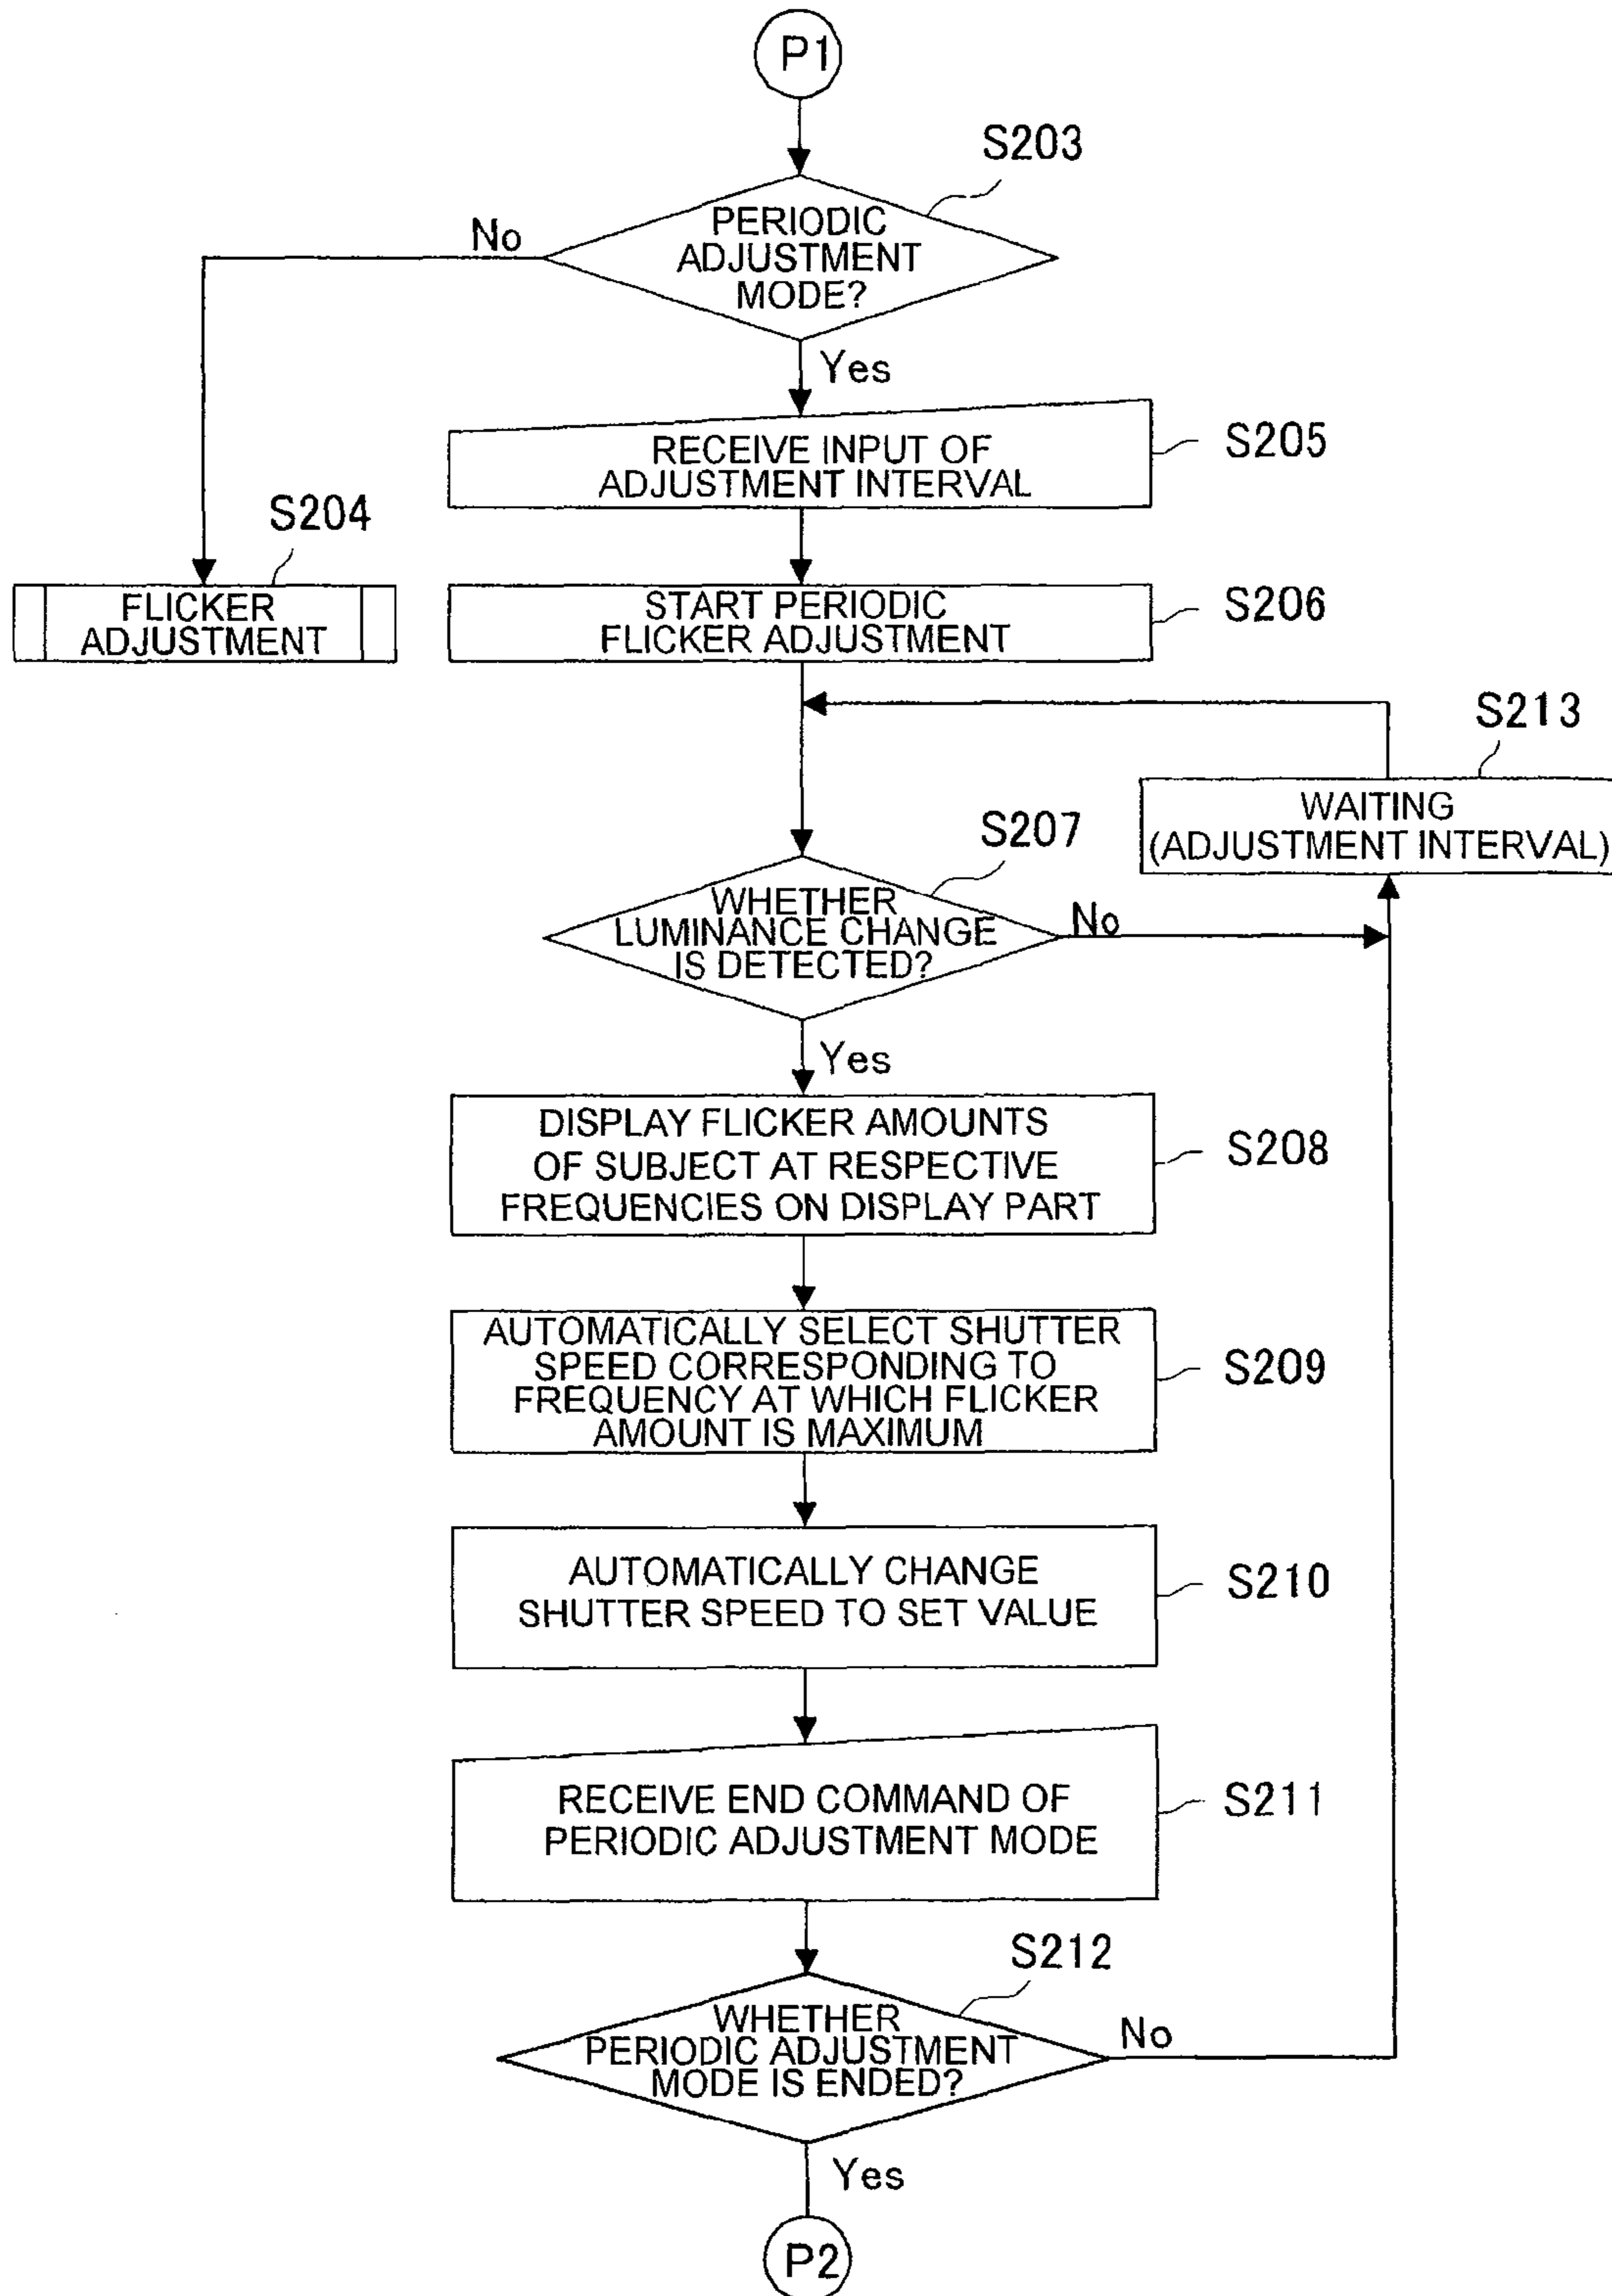 P1
S203
PERIODIC
ADJUSTMENT
MODE?
No
Yes
RECEIVE INPUT OF
ADJUSTMENT INTERVAL
S205
S204
FLICKER
ADJUSTMENT
START PERIODIC
FLICKER ADJUSTMENT
S206
S213
WAITING
(ADJUSTMENT INTERVAL)
S207
WHETHER
LUMINANCE CHANGE
IS DETECTED?
No
Yes
DISPLAY FLICKER AMOUNTS
OF SUBJECT AT RESPECTIVE
FREQUENCIES ON DISPLAY PART
S208
AUTOMATICALLY SELECT SHUTTER
SPEED CORRESPONDING TO
FREQUENCY AT WHICH FLICKER
AMOUNT IS MAXIMUM
S209
AUTOMATICALLY CHANGE
SHUTTER SPEED TO SET VALUE
S210
RECEIVE END COMMAND OF
PERIODIC ADJUSTMENT MODE
S211
S212
WHETHER
PERIODIC ADJUSTMENT
MODE IS ENDED?
No
Yes
P2